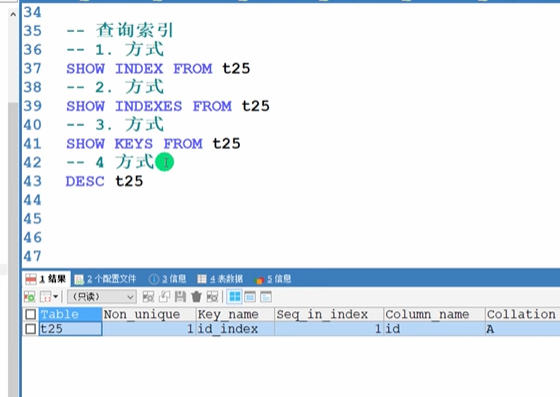 34
35 -- 查询索引
36 -- 1. 方式
37 SHOW INDEX FROM t25
38 -- 2. 方式
39 SHOW INDEXES FROM t25
40 -- 3. 方式
41 SHOW KEYS FROM t25
42 -- 4 方式
43 DESC t25
44
45
46
47
1 结果 2 个配置文件 3 信息 4 表数据 5 信息
(只读)
Table Non_unique Key_name Seq_in_index Column_name Collation
t25 1 id_index 1 id A